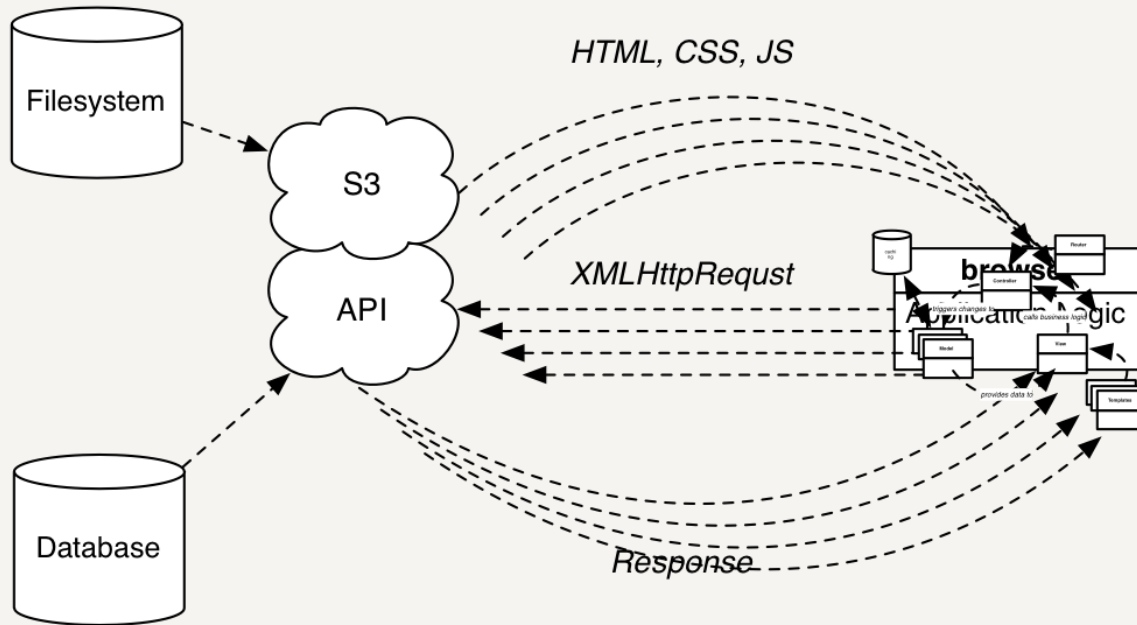 HTML, CSS, JS
Filesystem
S3
Router
browse
Controller
XMLHttpRequst
API
triggers changes to
Application Logic
calls business logic
Model
View
provides data to
Templates
Database
Response